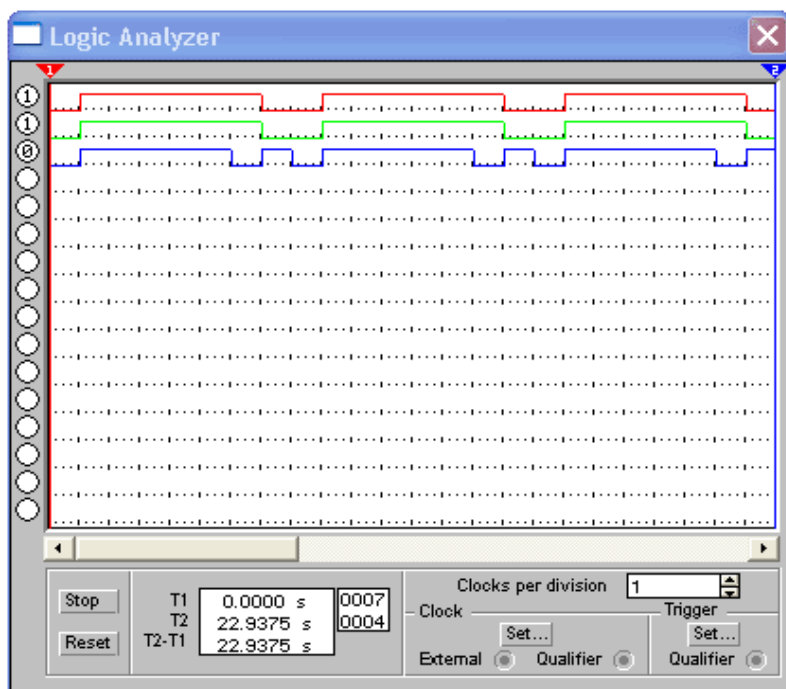 Logic Analyzer
1 2
1
1
0
Stop
Reset
T1 0.0000 s 0007
T2 22.9375 s 0004
T2-T1 22.9375 s
Clocks per division 1
Clock
Set...
External Qualifier
Trigger
Set...
Qualifier